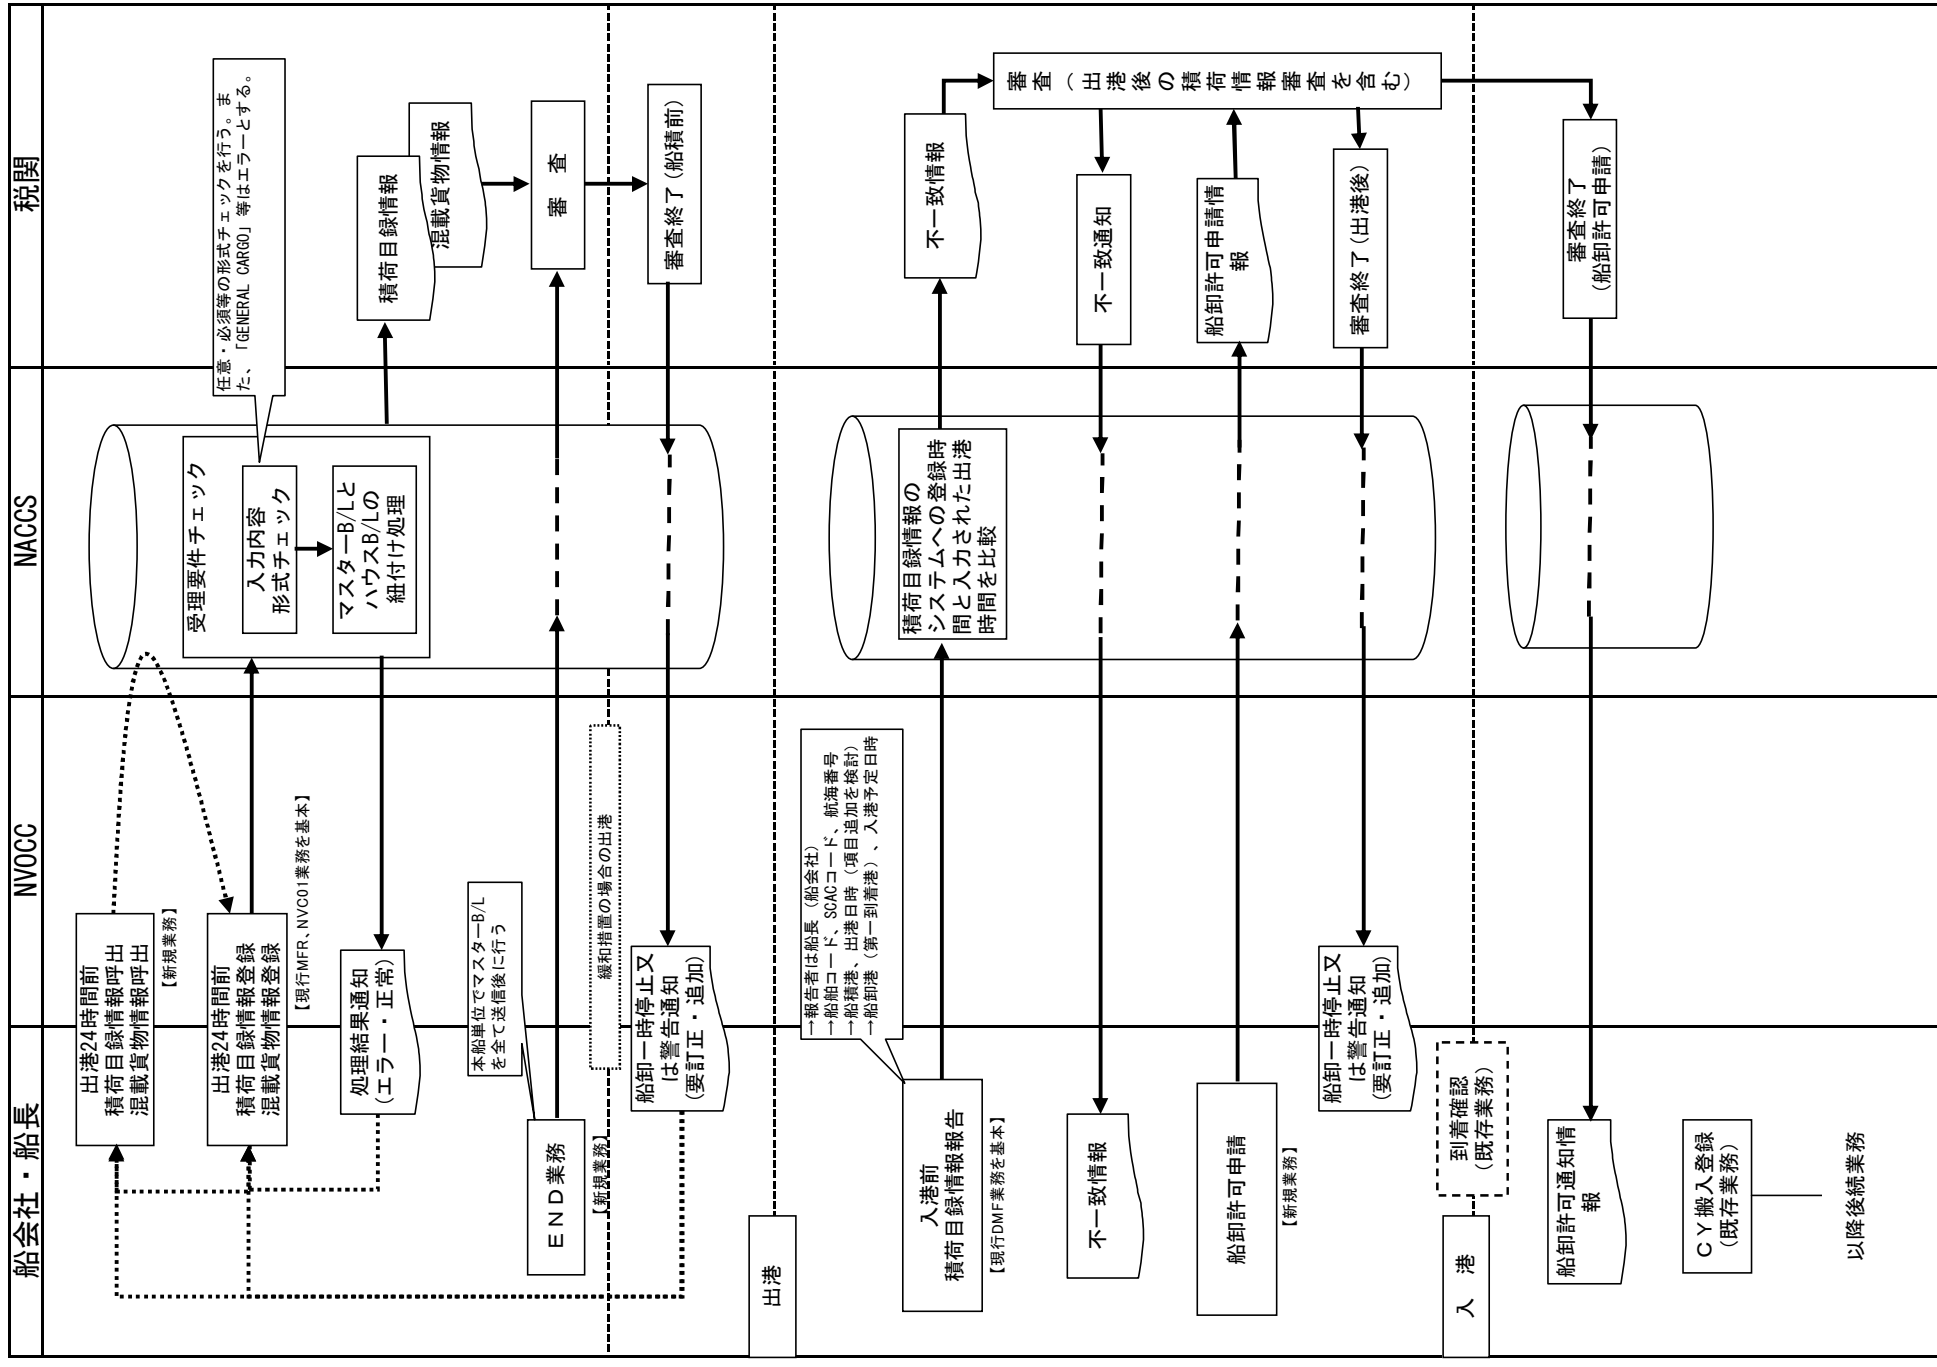 船会社・船長
NVOCC
NACCS
税関
出港24時間前
積荷目録情報呼出
混載貨物情報呼出
【新規業務】
出港24時間前
積荷目録情報登録
混載貨物情報登録
【現行MFR、NVC01業務を基本】
処理結果通知
(エラー・正常)
受理要件チェック
入力内容
形式チェック
マスターB/Lと
ハウスB/Lの
紐付け処理
任意・必須等の形式チェックを行う。ま
た、「GENERAL CARGO」等はエラーとする。
積荷目録情報
混載貨物情報
本船単位でマスターB/L
を全て送信後に行う
END業務
【新規業務】
審 査
緩和措置の場合の出港
審査終了(船積前)
船卸一時停止又
は警告通知
(要訂正・追加)
出港
→報告者は船長(船会社)
→船舶コード、SCACコード、航海番号
→船積港、出港日時(項目追加を検討)
→船卸港(第一到着港)、入港予定日時
入港前
積荷目録情報報告
【現行DMF業務を基本】
積荷目録情報の
システムへの登録時
間と入力された出港
時間を比較
不一致情報
審査(出港後の積荷情報審査を含む)
不一致通知
不一致情報
船卸許可申請
【新規業務】
船卸許可申請情
報
審査終了(出港後)
船卸一時停止又
は警告通知
(要訂正・追加)
到着確認
(既存業務)
入 港
審査終了
(船卸許可申請)
船卸許可通知情
報
CY搬入登録
(既存業務)
以降後続業務